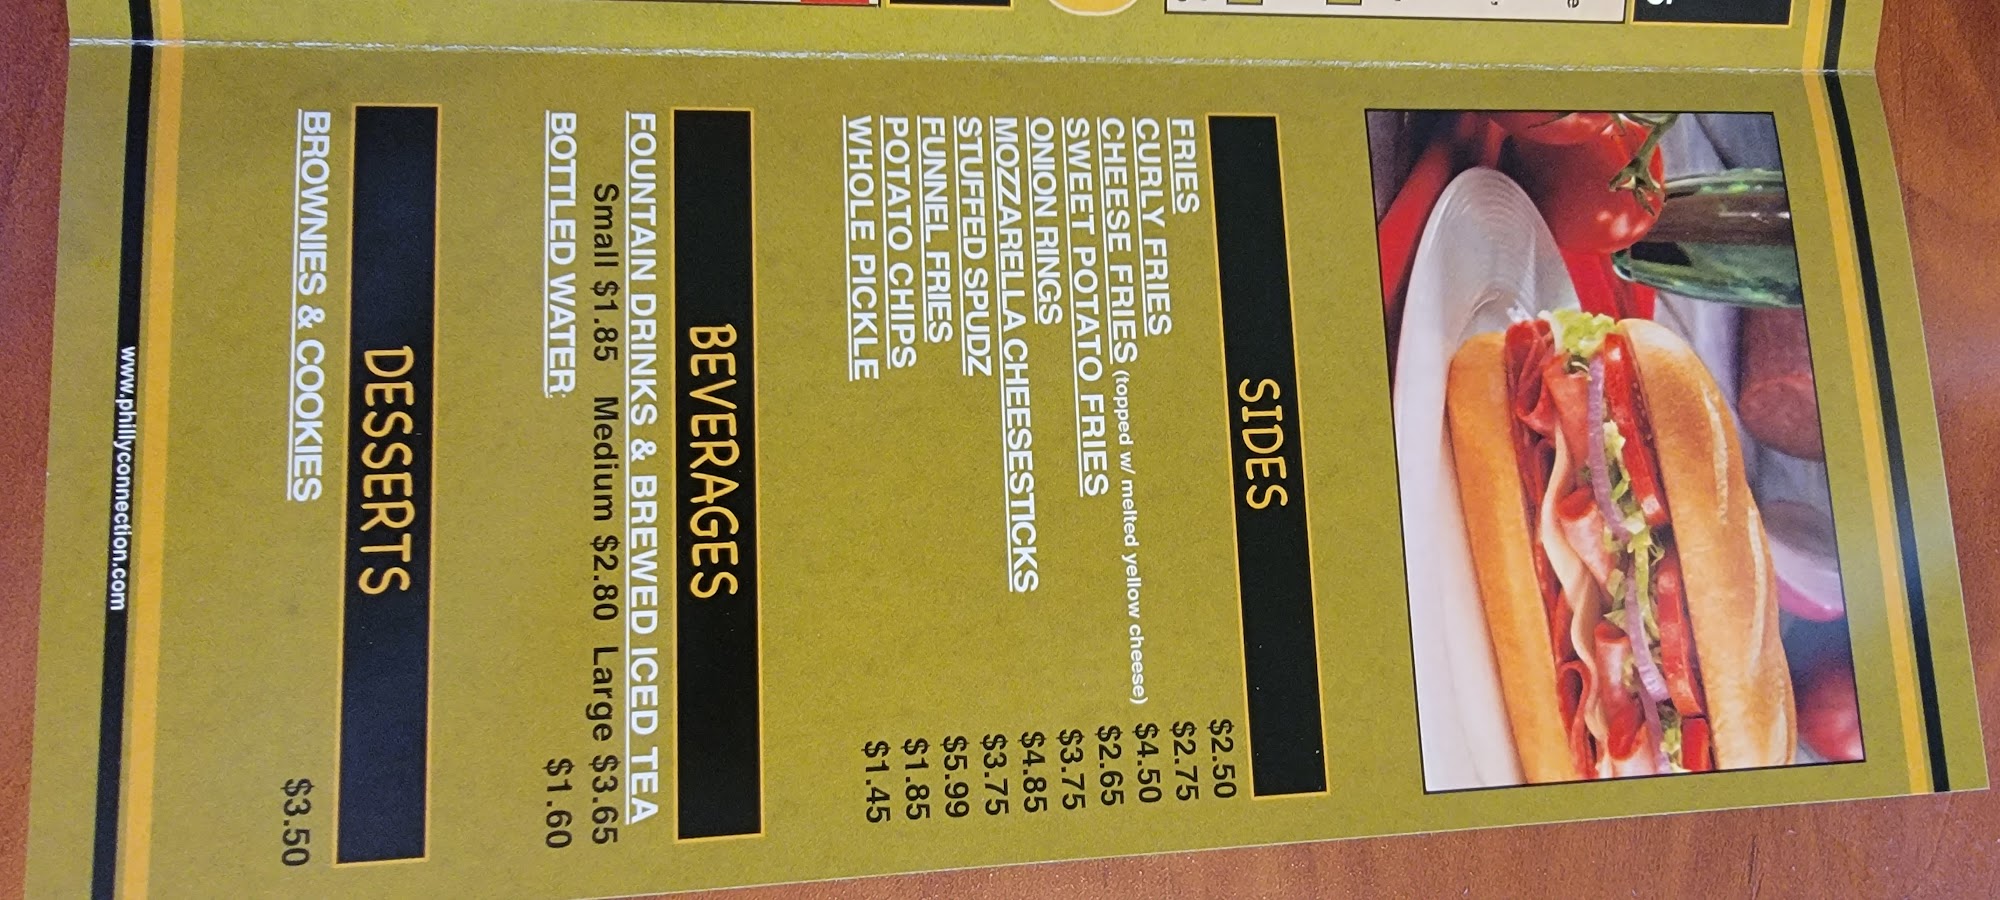 SIDES
FRIES $2.50
CURLY FRIES $2.75
CHEESE FRIES (topped w/ melted yellow cheese) $4.50
SWEET POTATO FRIES $2.65
ONION RINGS $3.75
MOZZARELLA CHEESESTICKS $4.85
STUFFED SPUDZ $3.75
FUNNEL FRIES $5.99
POTATO CHIPS $1.85
WHOLE PICKLE $1.45
BEVERAGES
FOUNTAIN DRINKS & BREWED ICED TEA
Small $1.85 Medium $2.80 Large $3.65
BOTTLED WATER $1.60
DESSERTS
BROWNIES & COOKIES $3.50
www.phillyconnection.com